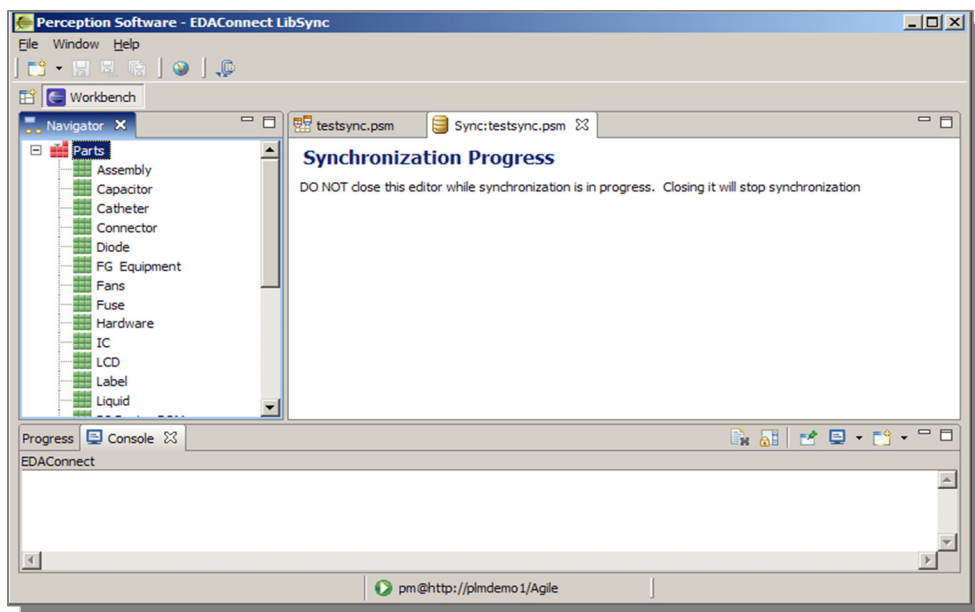 Perception Software - EDAConnect LibSync
File Window Help
Workbench
Navigator
Parts
Assembly
Capacitor
Catheter
Connector
Diode
FG Equipment
Fans
Fuse
Hardware
IC
LCD
Label
Liquid
testsync.psm
Sync:testsync.psm
Synchronization Progress
DO NOT close this editor while synchronization is in progress. Closing it will stop synchronization
Progress
Console
EDAConnect
pm@http://plmdemo1/Agile